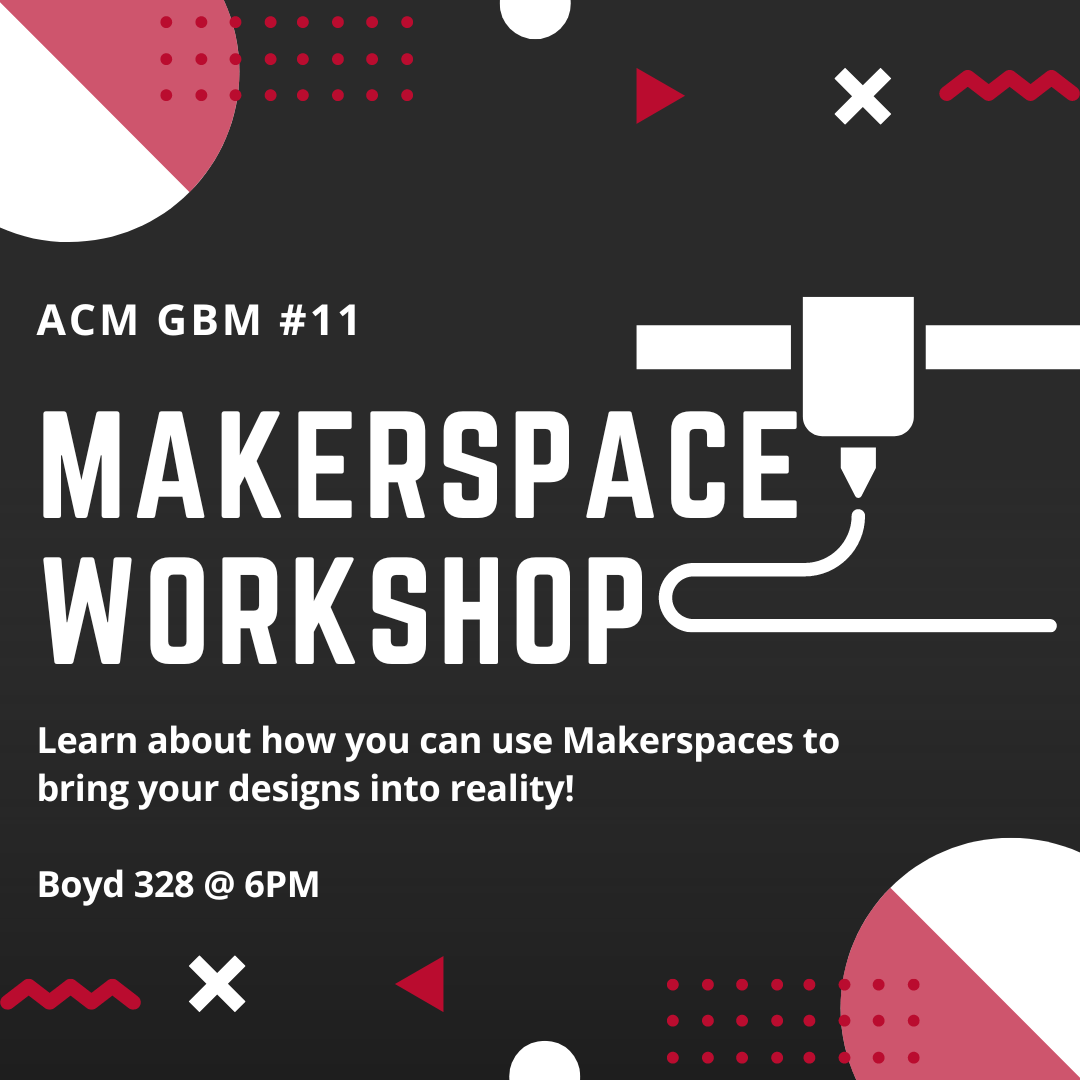 ACM GBM #11
MAKERSPACE
WORKSHOP
Learn about how you can use Makerspaces to
bring your designs into reality!
Boyd 328 @ 6PM